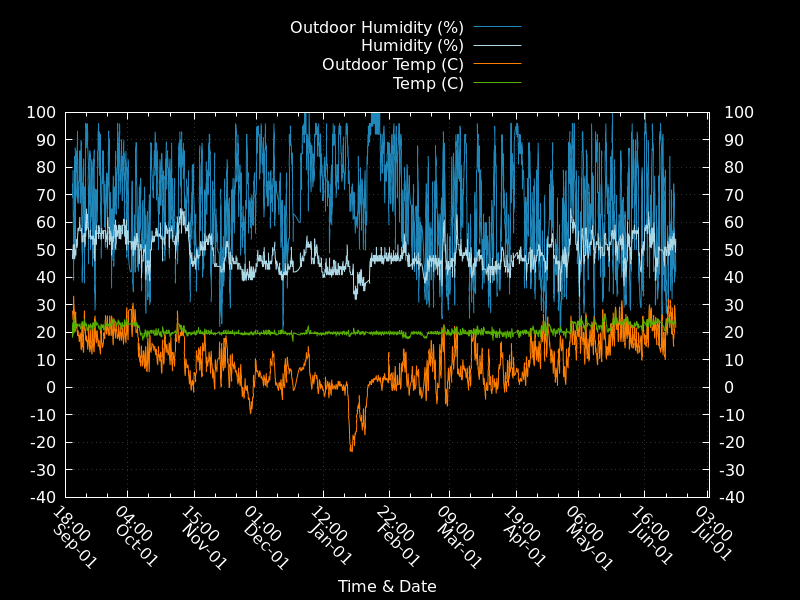 Outdoor Humidity (%)
Humidity (%)
Outdoor Temp (C)
Temp (C)
100 100
90 90
80 80
70 70
60 60
50 50
40 40
30 30
20 20
10 10
0 0
-10 -10
-20 -20
-30 -30
-40 -40
18:00 04:00 15:00 01:00 12:00 22:00 09:00 19:00 06:00 16:00 03:00
Sep-01 Oct-01 Nov-01 Dec-01 Jan-01 Feb-01 Mar-01 Apr-01 May-01 Jun-01 Jul-01
Time & Date